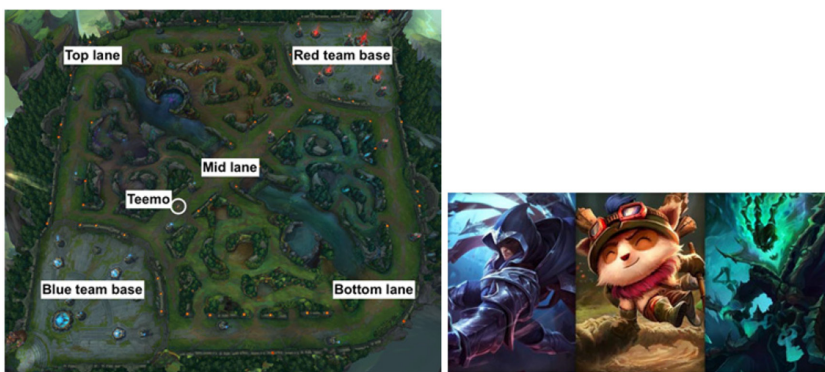 Top lane
Red team base
Mid lane
Teemo
Blue team base
Bottom lane